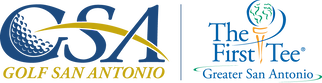 GSA
GOLF SAN ANTONIO
The
First Tee®
Greater San Antonio